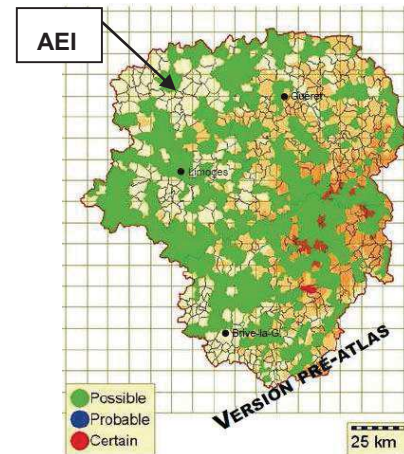 AEI
Guéret
Limoges
Brive-la-G.
VERSION PRÉ-ATLAS
Possible
Probable
Certain
25 km